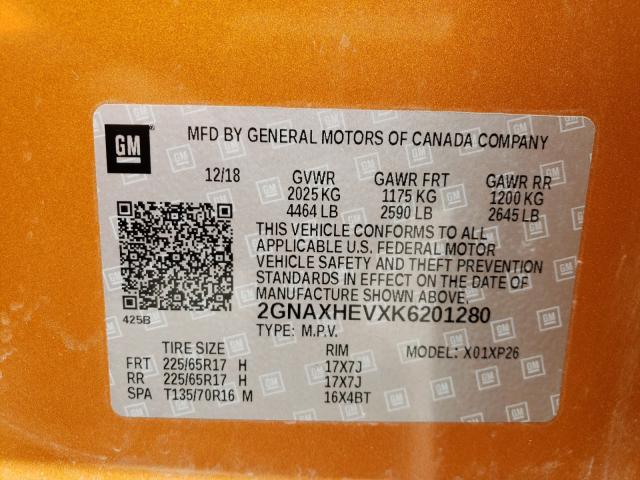 GM
MFD BY GENERAL MOTORS OF CANADA COMPANY
12/18 GVWR GAWR FRT GAWR RR
2025 KG 1175 KG 1200 KG
4464 LB 2590 LB 2645 LB
THIS VEHICLE CONFORMS TO ALL
APPLICABLE U.S. FEDERAL MOTOR
VEHICLE SAFETY AND THEFT PREVENTION
STANDARDS IN EFFECT ON THE DATE OF
MANUFACTURE SHOWN ABOVE.
425B
2GNAXHEVXK6201280
TYPE: M.P.V.
TIRE SIZE RIM MODEL: X01XP26
FRT 225/65R17 H 17X7J
RR 225/65R17 H 17X7J
SPA T135/70R16 M 16X4BT